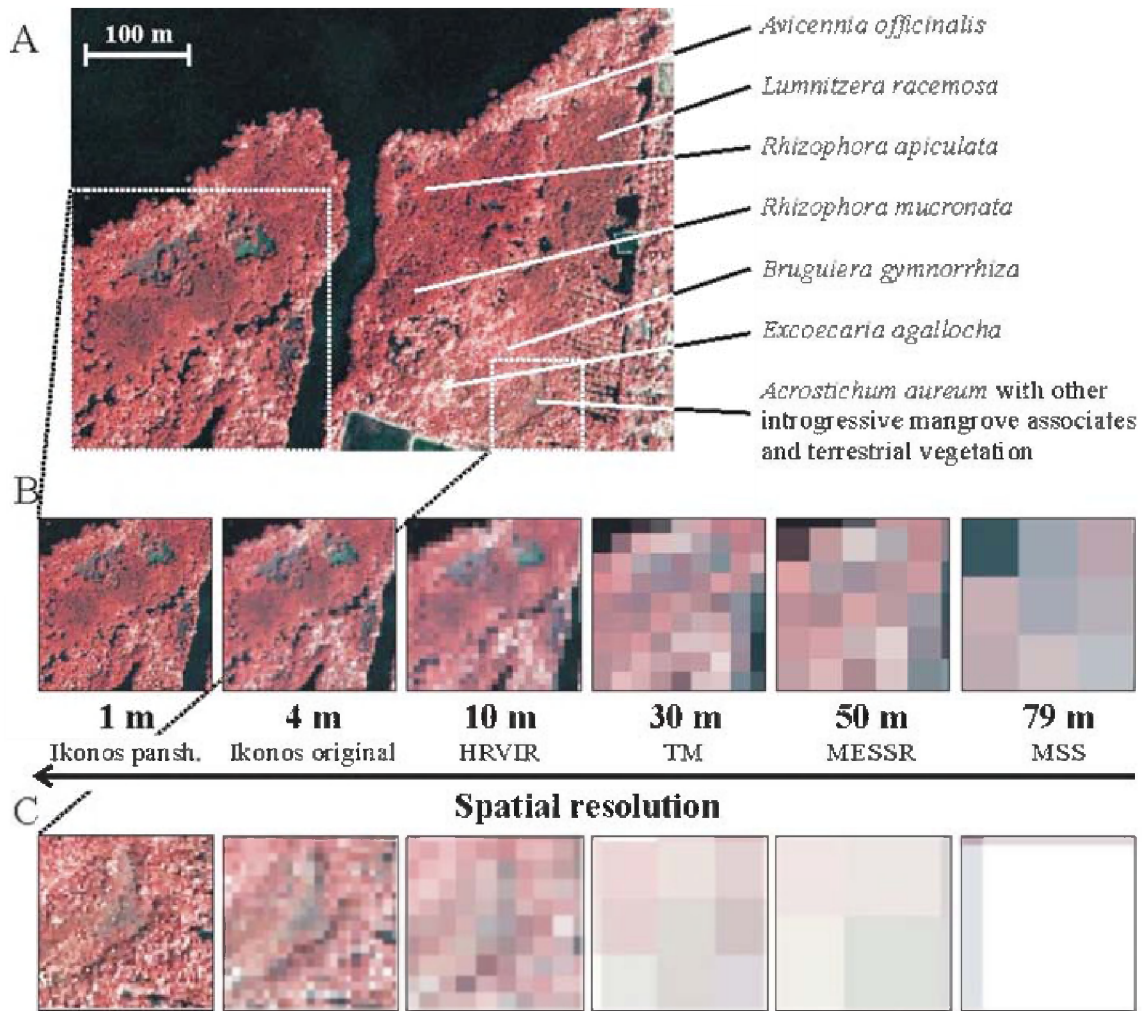 A
100 m
Avicennia officinalis
Lumnitzera racemosa
Rhizophora apiculata
Rhizophora mucronata
Bruguiera gymnorrhiza
Excoecaria agallocha
Acrostichum aureum with other
introgressive mangrove associates
and terrestrial vegetation
B
1 m 4 m 10 m 30 m 50 m 79 m
Ikonos pansh. Ikonos original HRVIR TM MESSR MSS
Spatial resolution
C